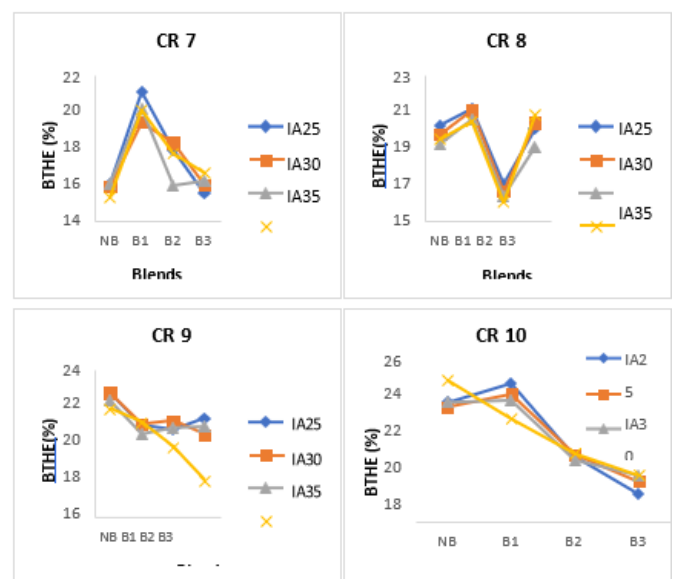 CR 7
22
20
18
16
14
BTHE (%)
NB B1 B2 B3
Blends
IA25
IA30
IA35
CR 8
23
21
19
17
15
BTHE(%)
NB B1 B2 B3
Blends
IA25
IA30
IA35
CR 9
24
22
20
18
16
BTHE(%)
NB B1 B2 B3
IA25
IA30
IA35
CR 10
26
24
22
20
18
BTHE (%)
NB B1 B2 B3
IA2
5
IA3
0